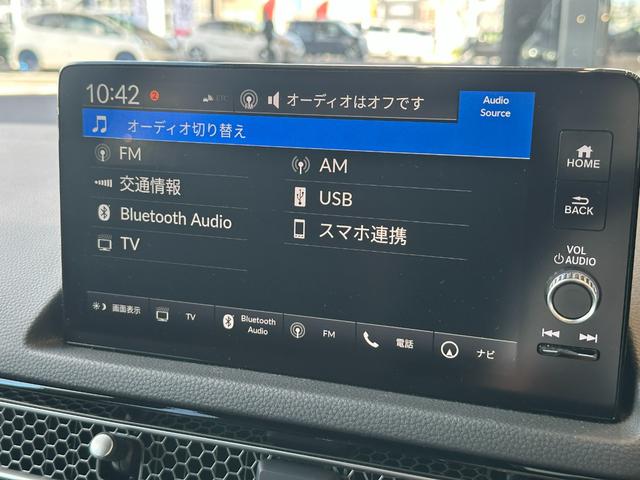 10:42 2 ETC オーディオはオフです Audio Source
オーディオ切り替え
FM
AM
交通情報
USB
Bluetooth Audio
スマホ連携
TV
画面表示 TV Bluetooth Audio FM 電話 ナビ
HOME
BACK
VOL
AUDIO